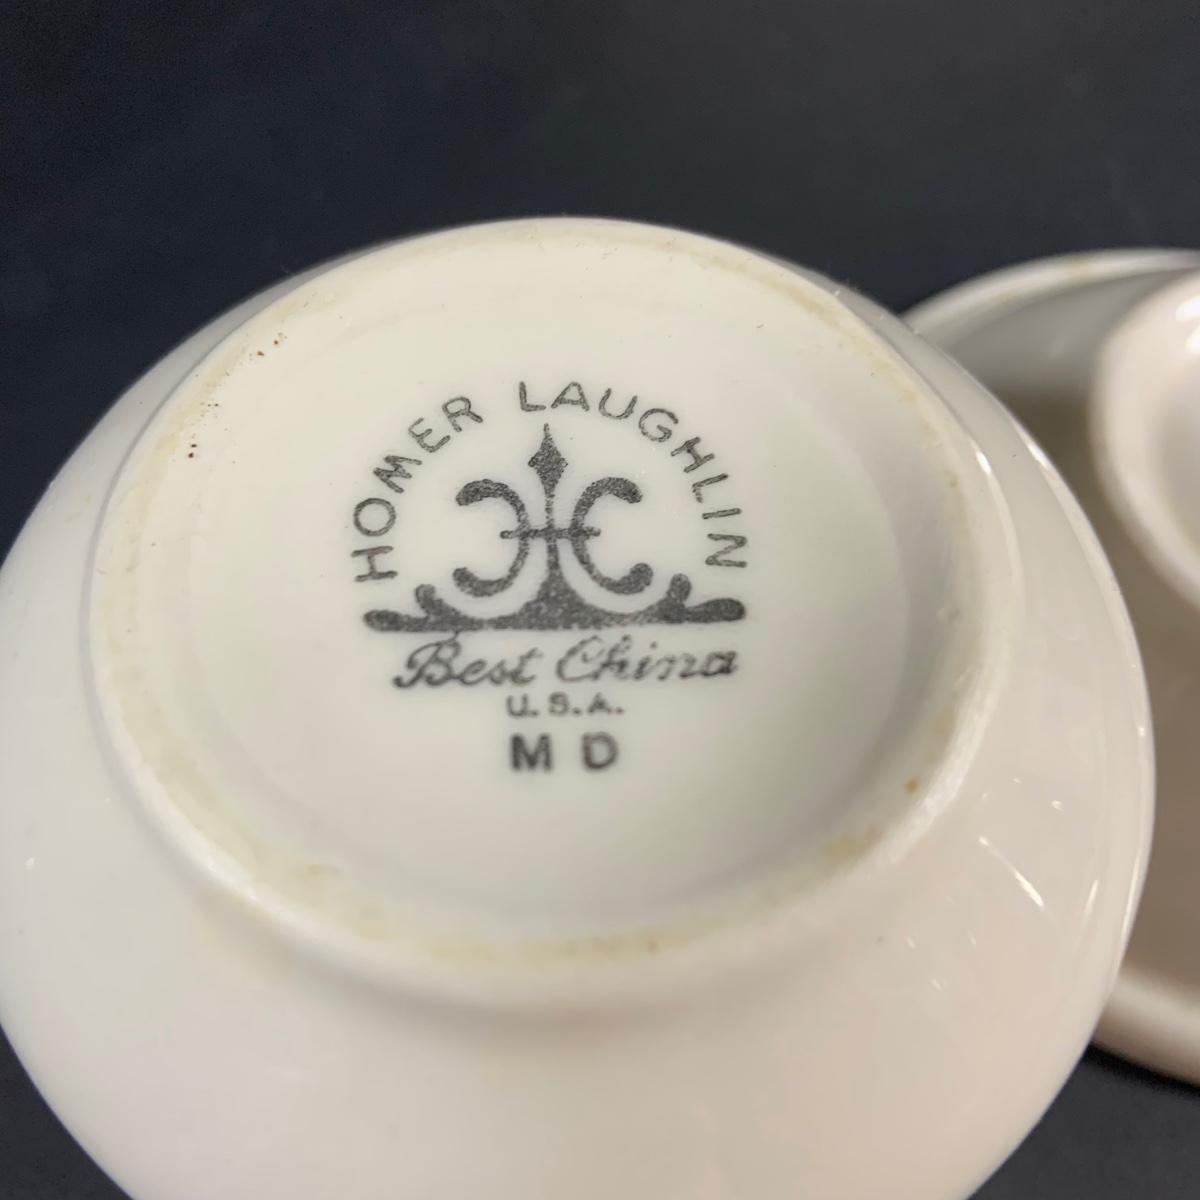 HOMER LAUGHLIN
Best China
U.S.A.
M D